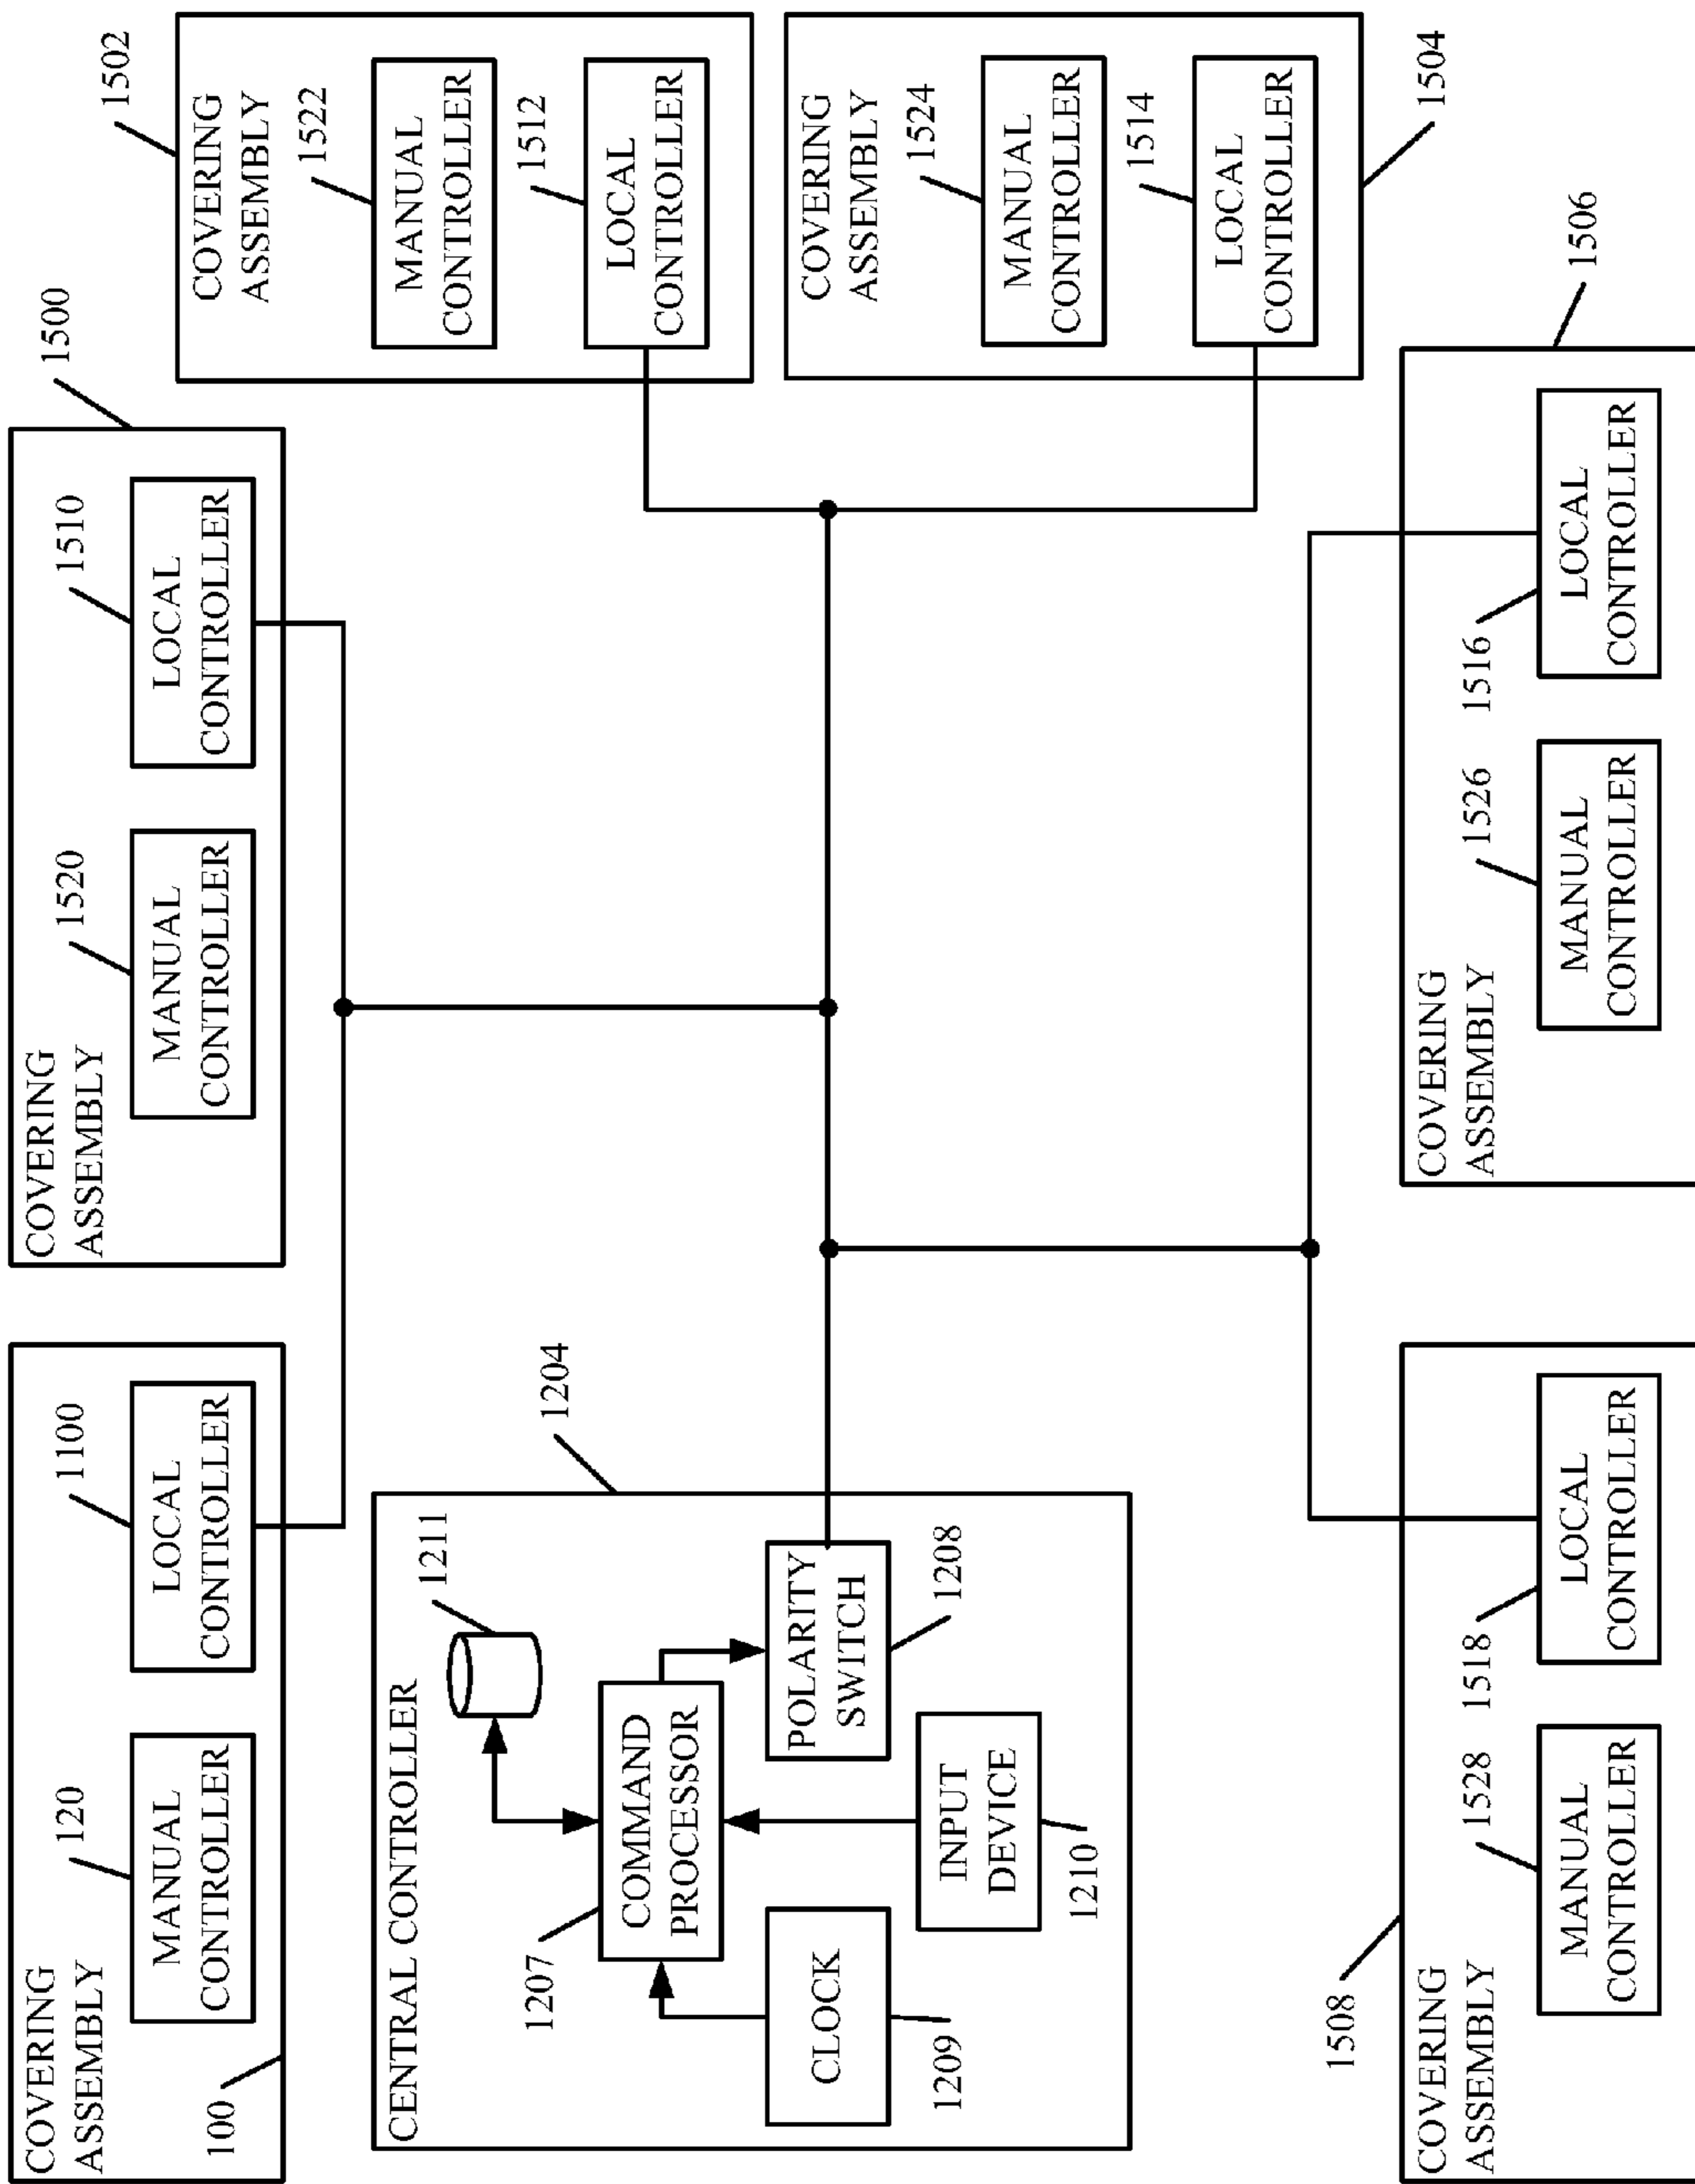 COVERING
ASSEMBLY
100
120
MANUAL
CONTROLLER
1100
LOCAL
CONTROLLER
COVERING
ASSEMBLY
1500
1520
MANUAL
CONTROLLER
1510
LOCAL
CONTROLLER
COVERING
ASSEMBLY
1502
1522
MANUAL
CONTROLLER
1512
LOCAL
CONTROLLER
CENTRAL CONTROLLER
1204
1211
1207
COMMAND
PROCESSOR
POLARITY
SWITCH
1208
CLOCK
1209
INPUT
DEVICE
1210
COVERING
ASSEMBLY
1524
MANUAL
CONTROLLER
1514
LOCAL
CONTROLLER
1504
1508
COVERING
ASSEMBLY
1528
MANUAL
CONTROLLER
1518
LOCAL
CONTROLLER
1506
COVERING
ASSEMBLY
1526
MANUAL
CONTROLLER
1516
LOCAL
CONTROLLER